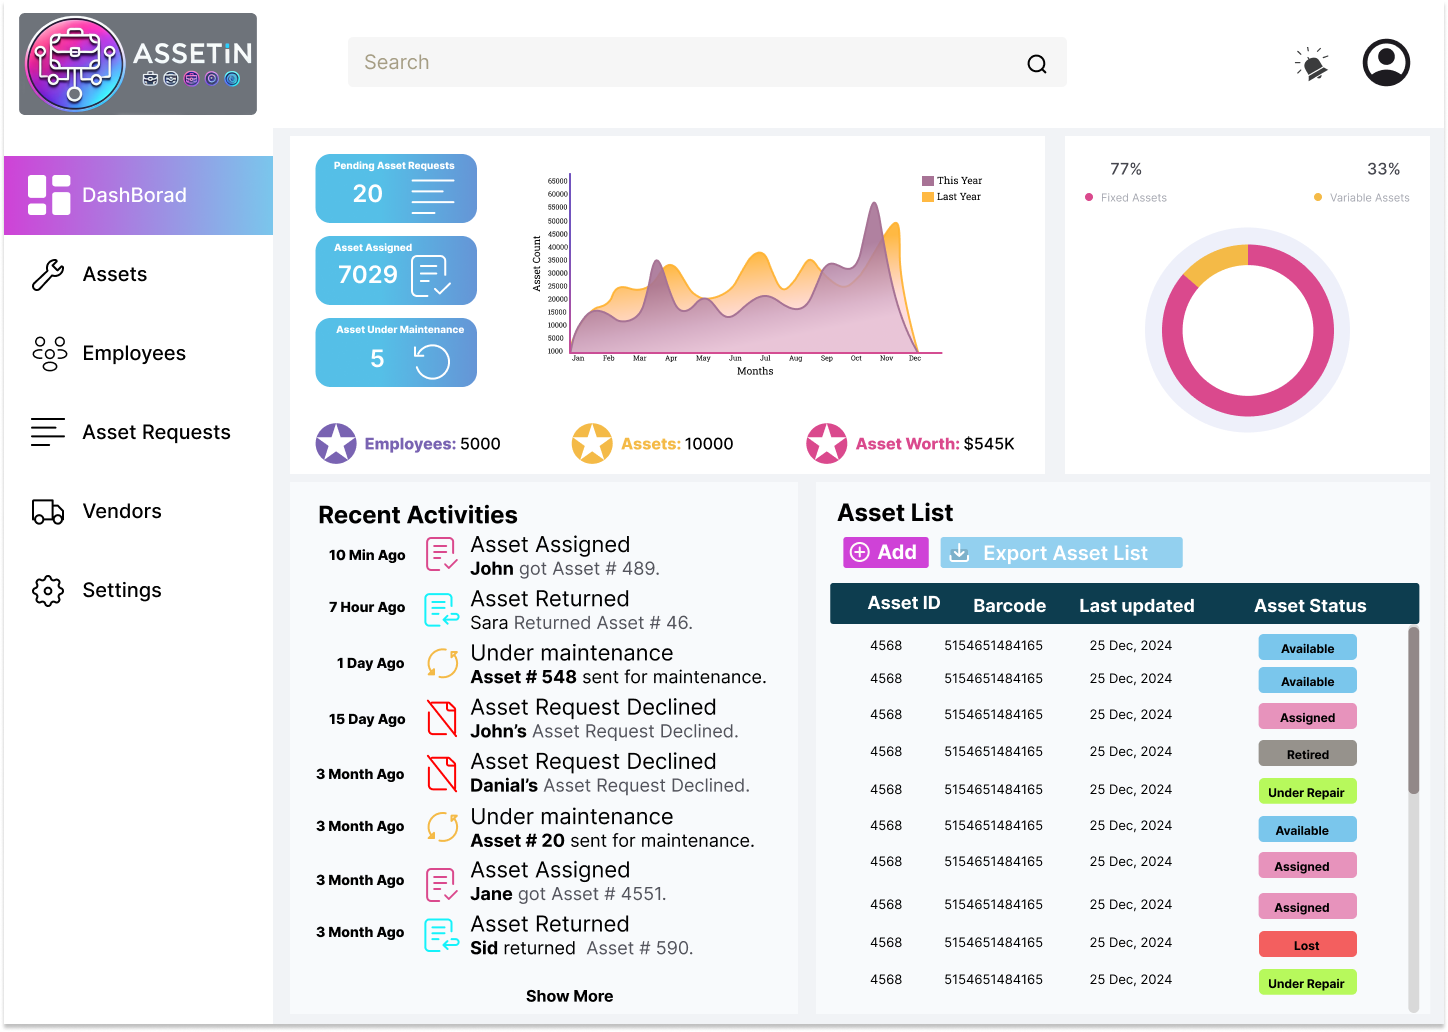 ASSETiN
Search
DashBorad
Assets
Employees
Asset Requests
Vendors
Settings
Pending Asset Requests
20
Asset Assigned
7029
Asset Under Maintenance
5
Asset Count
65000
60000
55000
50000
45000
40000
35000
30000
25000
20000
15000
10000
5000
1000
Jan Feb Mar Apr May Jun Jul Aug Sep Oct Nov Dec
Months
This Year
Last Year
Employees: 5000
Assets: 10000
Asset Worth: $545K
77%
Fixed Assets
33%
Variable Assets
Recent Activities
10 Min Ago
Asset Assigned
John got Asset # 489.
7 Hour Ago
Asset Returned
Sara Returned Asset # 46.
1 Day Ago
Under maintenance
Asset # 548 sent for maintenance.
15 Day Ago
Asset Request Declined
John’s Asset Request Declined.
3 Month Ago
Asset Request Declined
Danial’s Asset Request Declined.
3 Month Ago
Under maintenance
Asset # 20 sent for maintenance.
3 Month Ago
Asset Assigned
Jane got Asset # 4551.
3 Month Ago
Asset Returned
Sid returned Asset # 590.
Show More
Asset List
Add
Export Asset List
Asset ID Barcode Last updated Asset Status
4568 5154651484165 25 Dec, 2024 Available
4568 5154651484165 25 Dec, 2024 Available
4568 5154651484165 25 Dec, 2024 Assigned
4568 5154651484165 25 Dec, 2024 Retired
4568 5154651484165 25 Dec, 2024 Under Repair
4568 5154651484165 25 Dec, 2024 Available
4568 5154651484165 25 Dec, 2024 Assigned
4568 5154651484165 25 Dec, 2024 Assigned
4568 5154651484165 25 Dec, 2024 Lost
4568 5154651484165 25 Dec, 2024 Under Repair